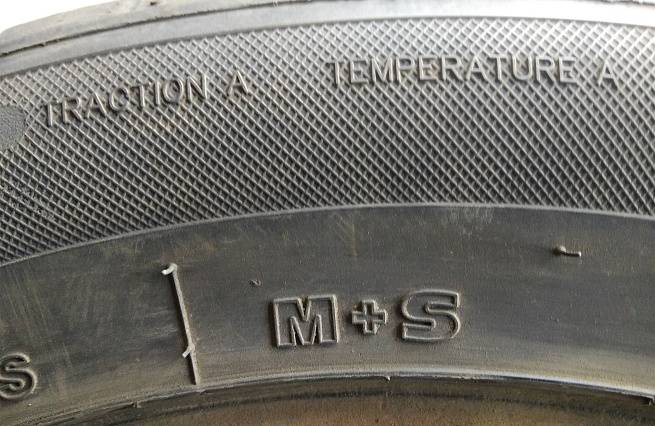 TRACTION A TEMPERATURE A
M+S
S